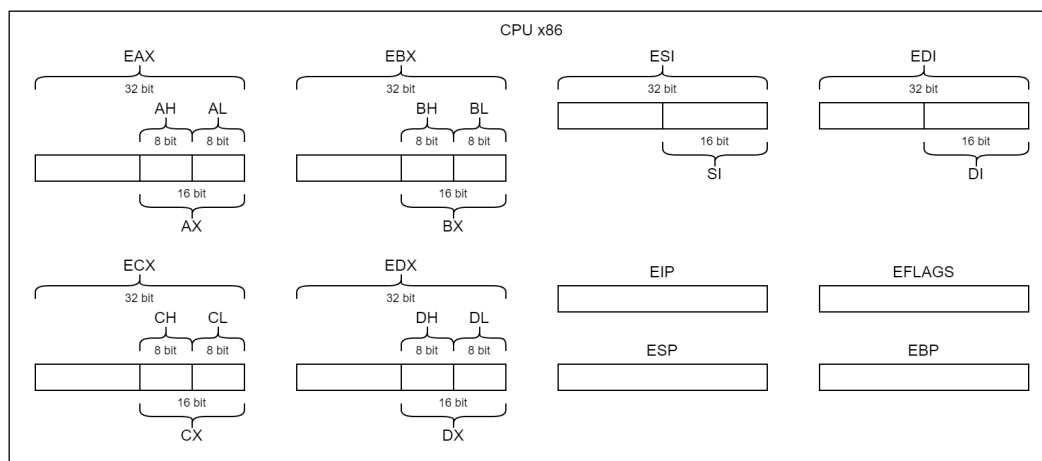 CPU x86
EAX EBX ESI EDI
32 bit 32 bit 32 bit 32 bit
AH AL BH BL
8 bit 8 bit 8 bit 8 bit 16 bit 16 bit
SI DI
16 bit 16 bit
AX BX
ECX EDX EIP EFLAGS
32 bit 32 bit
CH CL DH DL
8 bit 8 bit 8 bit 8 bit ESP EBP
16 bit 16 bit
CX DX